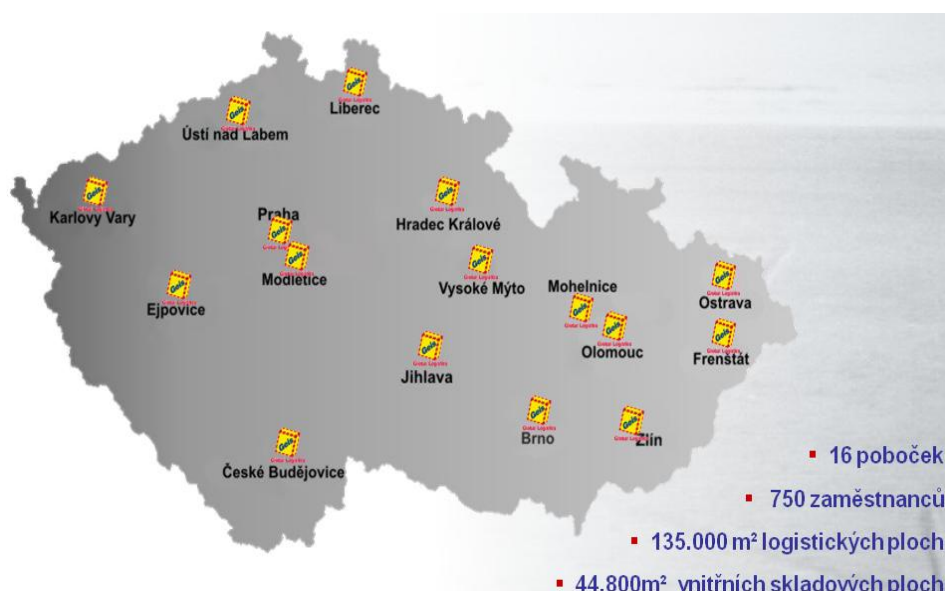 Liberec
Ústí nad Labem
Karlovy Vary
Praha
Hradec Králové
Modletice
Vysoké Mýto
Mohelnice
Ostrava
Ejpovice
Olomouc
Frenštát
Jihlava
Brno
Zlín
České Budějovice
▪ 16 poboček
▪ 750 zaměstnanců
▪ 135.000 m² logistických ploch
▪ 44.800m² vnitřních skladových ploch